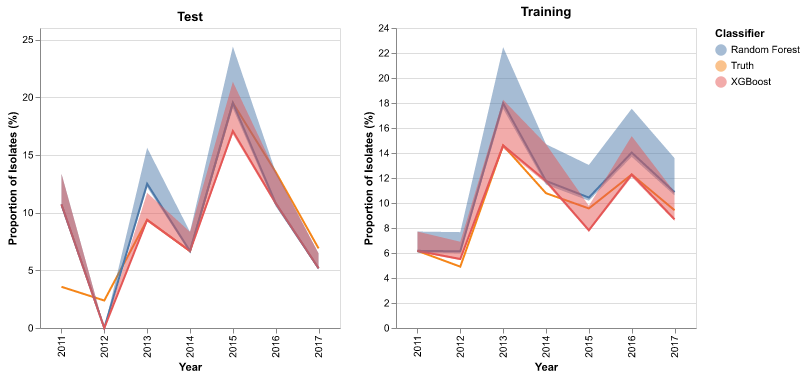 Test
Proportion of Isolates (%)
25
20
15
10
5
0
2011 2012 2013 2014 2015 2016 2017
Year
Training
Proportion of Isolates (%)
24
22
20
18
16
14
12
10
8
6
4
2
0
2011 2012 2013 2014 2015 2016 2017
Year
Classifier
Random Forest
Truth
XGBoost